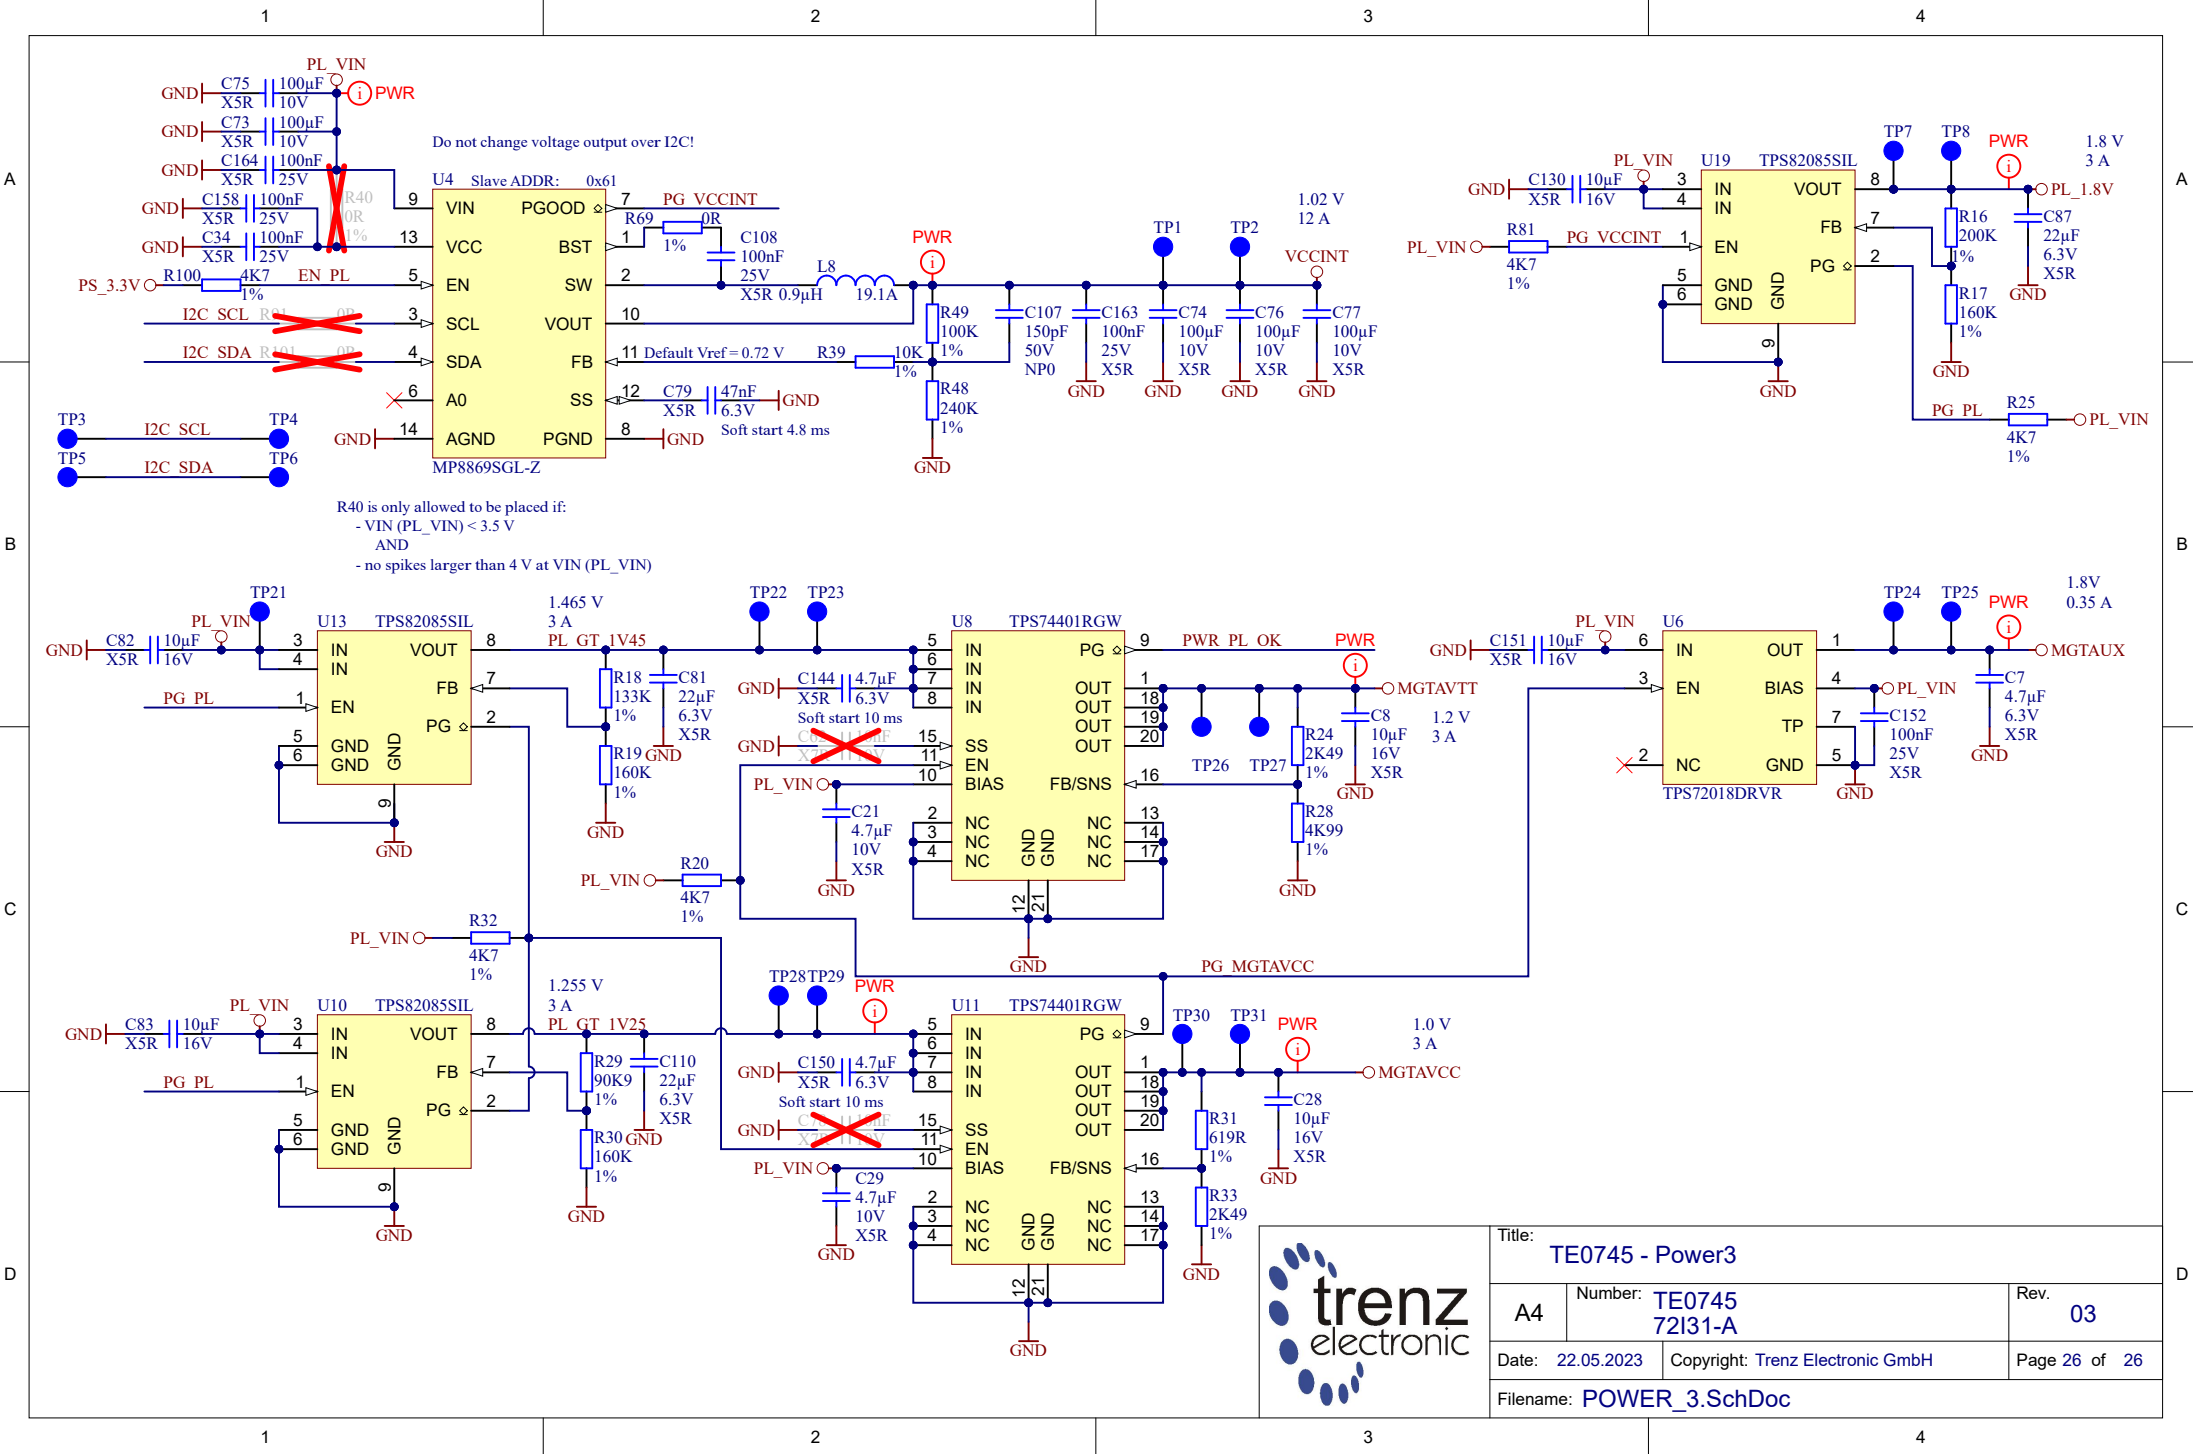 1 2 3 4
A
B
C
D
A
B
C
D
PL_VIN
PWR
GND C75 X5R 100µF 10V
GND C73 X5R 100µF 10V
GND C164 X5R 100nF 25V
GND C158 X5R 100nF 25V
GND C34 X5R 100nF 25V
R40
0R
1%
PS_3.3V R100 4K7 1% EN_PL
I2C_SCL 0R
I2C_SDA R101 0R
TP3 I2C_SCL TP4
TP5 I2C_SDA TP6
Do not change voltage output over I2C!
U4 Slave ADDR: 0x61
9 VIN PGOOD 7 PG_VCCINT
13 VCC BST 1
5 EN SW 2
3 SCL VOUT 10
4 SDA FB 11 Default Vref = 0.72 V
6 A0 SS 12
GND 14 AGND PGND 8 GND
MP8869SGL-Z
R69 0R
1%
C108
100nF
25V
X5R
L8
0.9µH 19.1A
R39 10K
1%
C79 47nF GND
X5R 6.3V
Soft start 4.8 ms
PWR
R49
100K
1%
R48
240K
1%
GND
C107
150pF
50V
NP0
C163
100nF
25V
X5R
GND
TP1
C74
100µF
10V
X5R
GND
TP2
C76
100µF
10V
X5R
GND
1.02 V
12 A
VCCINT
C77
100µF
10V
X5R
GND
R40 is only allowed to be placed if:
- VIN (PL_VIN) < 3.5 V
AND
- no spikes larger than 4 V at VIN (PL_VIN)
U19 TPS82085SIL
PL_VIN
GND C130 X5R 10µF 16V
3 IN VOUT 8
4 IN FB 7
PL_VIN R81 4K7 1% PG_VCCINT 1 EN PG 2
5 GND
6 GND
GND
9
GND
TP7 TP8 PWR
1.8 V
3 A
PL_1.8V
R16
200K
1%
R17
160K
1%
GND
C87
22µF
6.3V
X5R
GND
PG_PL R25 PL_VIN
4K7
1%
TP21
PL_VIN
GND C82 X5R 10µF 16V
U13 TPS82085SIL
3 IN VOUT 8
4 IN FB 7
PG_PL 1 EN PG 2
5 GND
6 GND
GND
9
GND
1.465 V
3 A
PL_GT_1V45
R18
133K
1%
R19
160K
1%
GND
C81
22µF
6.3V
X5R
GND
TP22 TP23
U8 TPS74401RGW
5 IN PG 9 PWR_PL_OK
6 IN
7 IN OUT 1
8 IN OUT 18
OUT 19
15 SS OUT 20
11 EN
10 BIAS FB/SNS 16
2 NC NC 13
3 NC NC 14
4 NC NC 17
GND GND
12 21
GND
GND C144 X5R 4.7µF 6.3V
Soft start 10 ms
GND
PL_VIN
C21
4.7µF
10V
X5R
GND
PL_VIN R20
4K7
1%
PWR
MGTAVTT
1.2 V
3 A
TP26 TP27
R24
2K49
1%
R28
4K99
1%
GND
C8
10µF
16V
X5R
GND
PL_VIN
GND C151 X5R 10µF 16V
U6
6 IN OUT 1
3 EN BIAS 4 PL_VIN
TP 7
2 NC GND 5
TPS72018DRVR
TP24 TP25 PWR
1.8V
0.35 A
MGTAUX
C7
4.7µF
6.3V
X5R
GND
C152
100nF
25V
X5R
GND
PL_VIN R32
4K7
1%
PG_MGTAVCC
PL_VIN
GND C83 X5R 10µF 16V
U10 TPS82085SIL
3 IN VOUT 8
4 IN FB 7
PG_PL 1 EN PG 2
5 GND
6 GND
GND
9
GND
1.255 V
3 A
PL_GT_1V25
R29
90K9
1%
R30
160K
1%
GND
C110
22µF
6.3V
X5R
GND
TP28 TP29 PWR
U11 TPS74401RGW
5 IN PG 9
6 IN
7 IN OUT 1
8 IN OUT 18
OUT 19
15 SS OUT 20
11 EN
10 BIAS FB/SNS 16
2 NC NC 13
3 NC NC 14
4 NC NC 17
GND GND
12 21
GND
GND C150 X5R 4.7µF 6.3V
Soft start 10 ms
GND
PL_VIN
C29
4.7µF
10V
X5R
GND
TP30 TP31 PWR
1.0 V
3 A
MGTAVCC
R31
619R
1%
R33
2K49
1%
GND
C28
10µF
16V
X5R
GND
trenz
electronic
Title:
TE0745 - Power3
A4 Number: TE0745
72I31-A
Rev.
03
Date: 22.05.2023 Copyright: Trenz Electronic GmbH Page 26 of 26
Filename: POWER_3.SchDoc
1 2 3 4